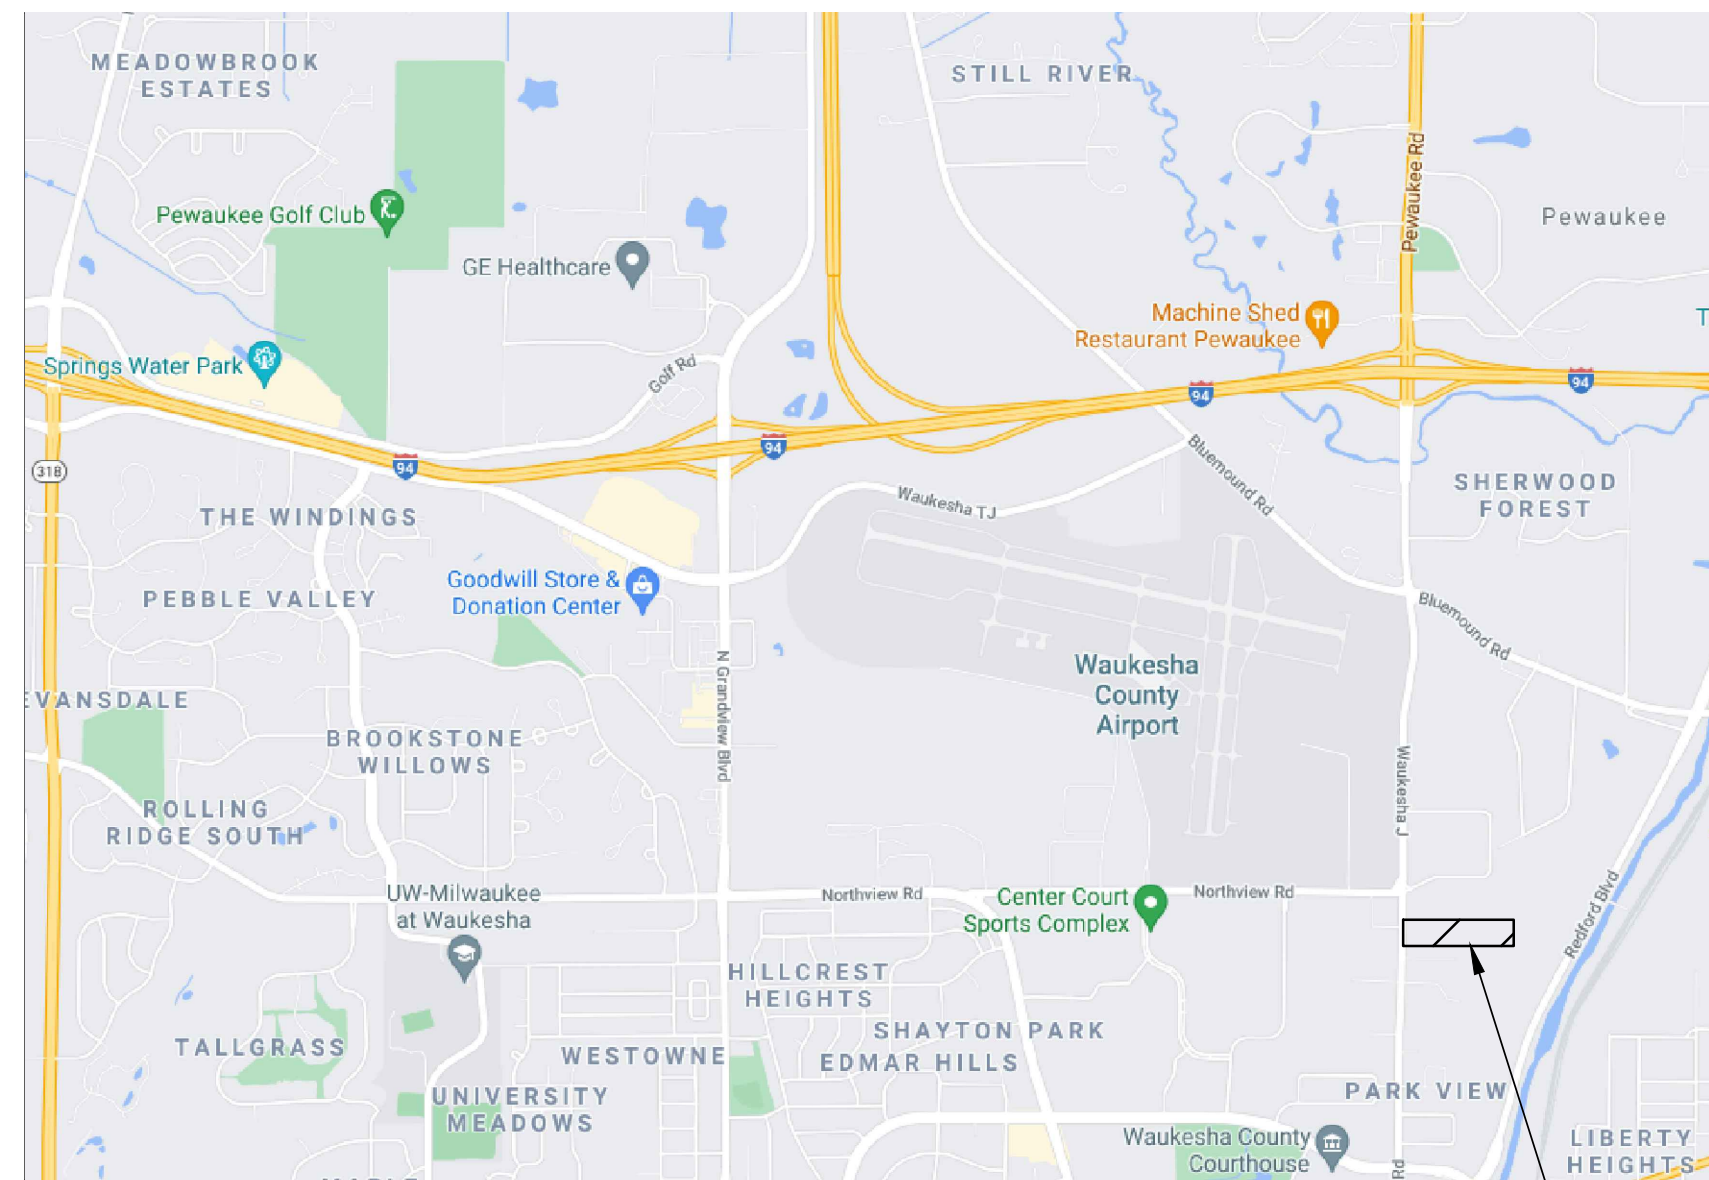 MEADOWBROOK
ESTATES
STILL RIVER
Pewaukee Rd
Pewaukee Golf Club
Pewaukee
GE Healthcare
Machine Shed
Restaurant Pewaukee
T
Springs Water Park
Golf Rd
94
94
94
94
318
Bluemound Rd
SHERWOOD
FOREST
Waukesha TJ
THE WINDINGS
Goodwill Store &
Donation Center
PEBBLE VALLEY
Bluemound Rd
N Grandview Blvd
Waukesha
County
Airport
EVANSDALE
BROOKSTONE
WILLOWS
Waukesha J
ROLLING
RIDGE SOUTH
UW-Milwaukee
at Waukesha
Northview Rd
Center Court
Sports Complex
Northview Rd
Redford Blvd
HILLCREST
HEIGHTS
SHAYTON PARK
TALLGRASS
WESTOWNE
EDMAR HILLS
UNIVERSITY
MEADOWS
PARK VIEW
Waukesha County
Courthouse
LIBERTY
HEIGHTS
Rd